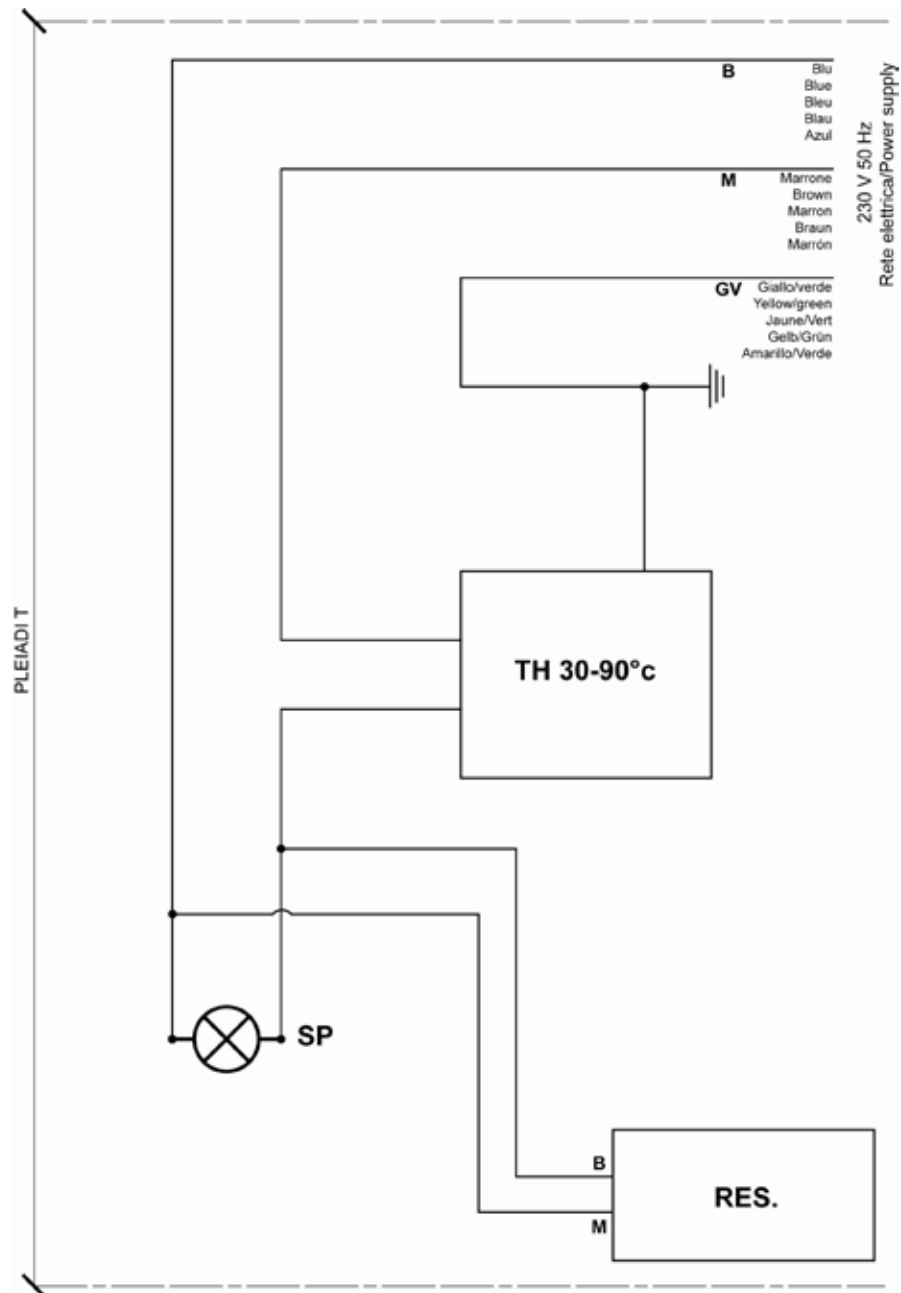 B
Blu
Blue
Bleu
Blau
Azul
M
Marrone
Brown
Marron
Braun
Marrón
GV
Giallo/verde
Yellow/green
Jaune/Vert
Gelb/Grün
Amarillo/Verde
230 V 50 Hz
Rete elettrica/Power supply
PLEIADI T
TH 30-90°c
SP
B
M
RES.